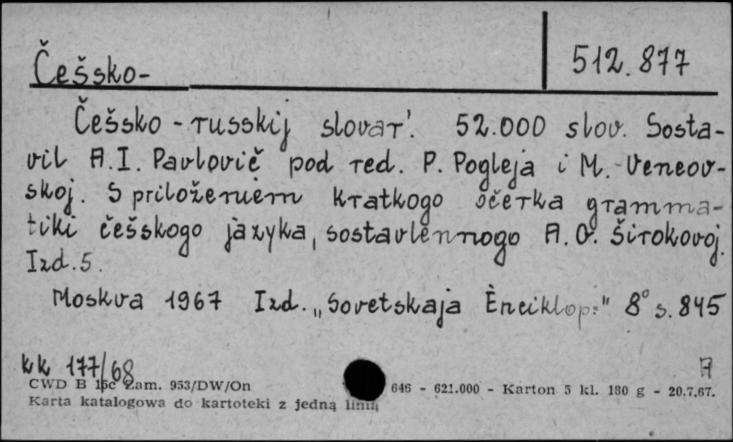 Češsko-
512.877
Češsko-russkij slovar'. 52.000 slov. Sosta-
vil A.I. Pavlovič pod red. P. Pogleja i M. Veneov-
skoj. S priloženiem kratkogo očerka gramma-
tiki češskogo jàzyka, sostavlennogo A.O. Širokovoj.
Izd.5.
Moskva 1967 Izd. „Sovetskaja Ènciklop." 8° s. 845
kk 177/68
A
CWD B 15c Zam. 953/DW/On 646 - 621.000 - Karton 5 kl. 180 g - 20.7.67.
Karta katalogowa do kartoteki z jedną linią